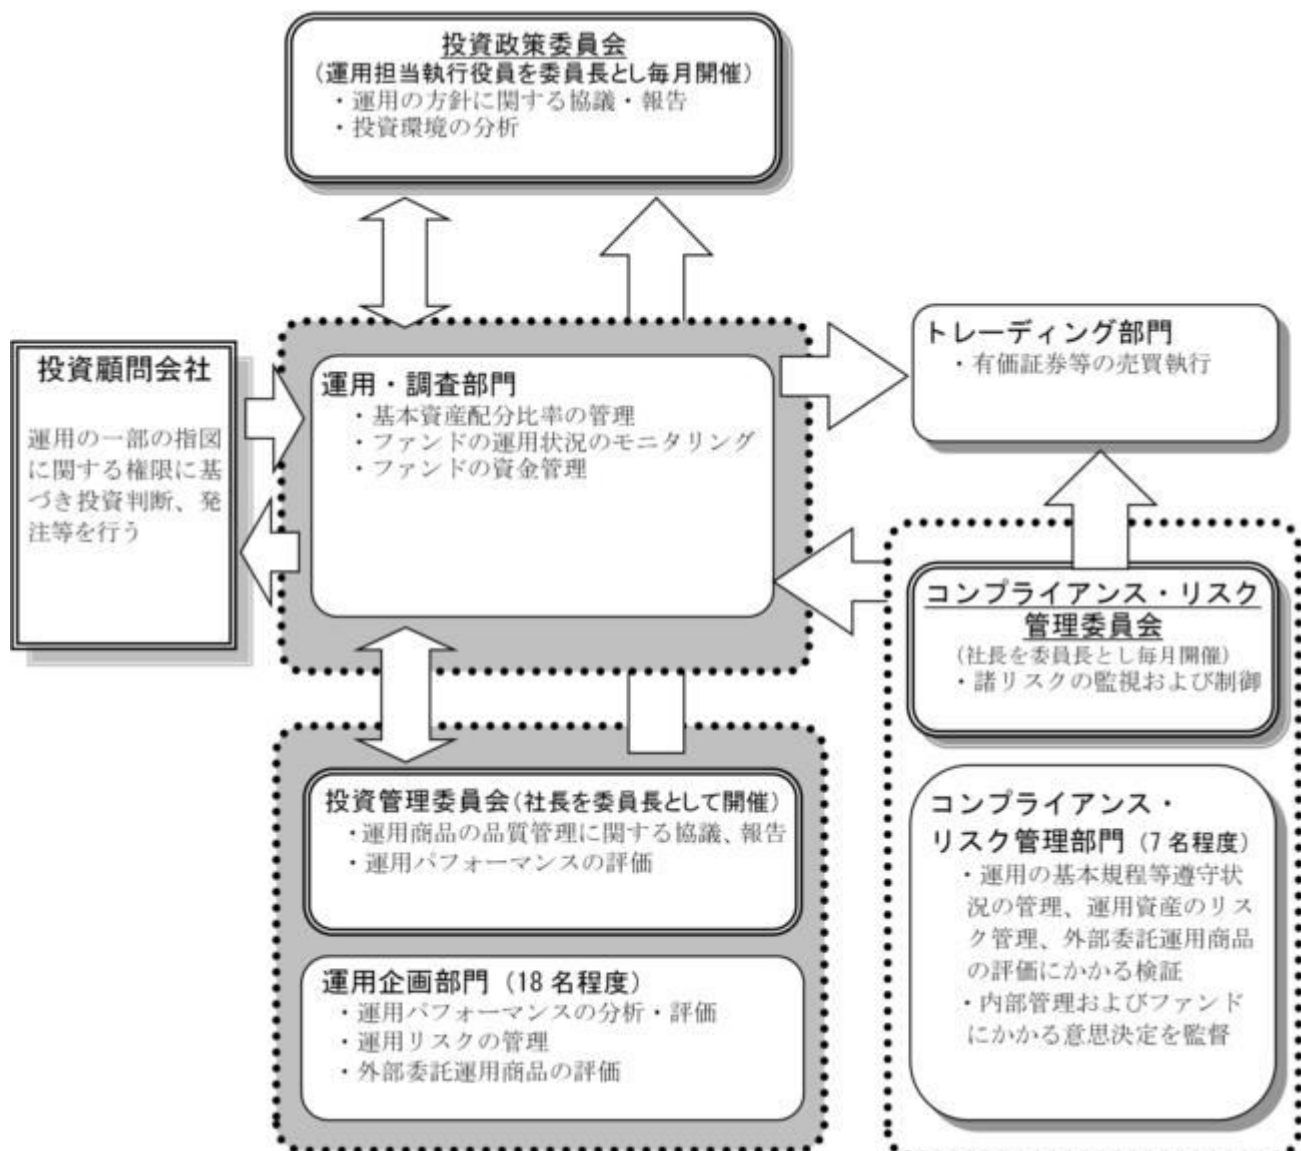 投資政策委員会
（運用担当執行役員を委員長とし毎月開催）
・運用の方針に関する協議・報告
・投資環境の分析
投資顧問会社
運用の一部の指図
に関する権限に基
づき投資判断、発
注等を行う
運用・調査部門
・基本資産配分比率の管理
・ファンドの運用状況のモニタリング
・ファンドの資金管理
トレーディング部門
・有価証券等の売買執行
コンプライアンス・リスク
管理委員会
（社長を委員長とし毎月開催）
・諸リスクの監視および制御
コンプライアンス・
リスク管理部門（7名程度）
・運用の基本規程等遵守状
況の管理、運用資産のリス
ク管理、外部委託運用商品
の評価にかかる検証
・内部管理およびファンド
にかかる意思決定を監督
投資管理委員会（社長を委員長として開催）
・運用商品の品質管理に関する協議、報告
・運用パフォーマンスの評価
運用企画部門（18名程度）
・運用パフォーマンスの分析・評価
・運用リスクの管理
・外部委託運用商品の評価